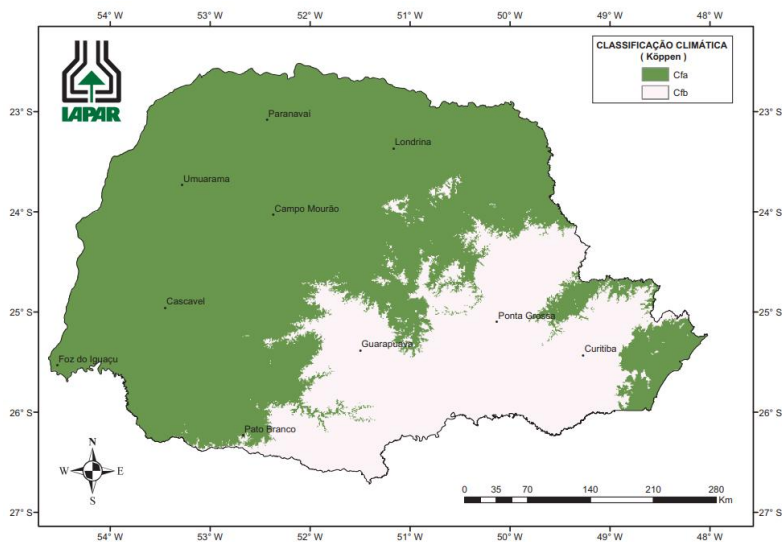 54° W 53° W 52° W 51° W 50° W 49° W 48° W
IAPAR
CLASSIFICAÇÃO CLIMÁTICA
( Köppen )
Cfa
Cfb
23° S 23° S
Paranavaí
Londrina
Umuarama
24° S 24° S
Campo Mourão
25° S 25° S
Cascavel
Ponta Grossa
Guarapuava
Curitiba
Foz do Iguaçu
26° S 26° S
Pato Branco
N
W E
S
0 35 70 140 210 280
Km
27° S 27° S
54° W 53° W 52° W 51° W 50° W 49° W 48° W